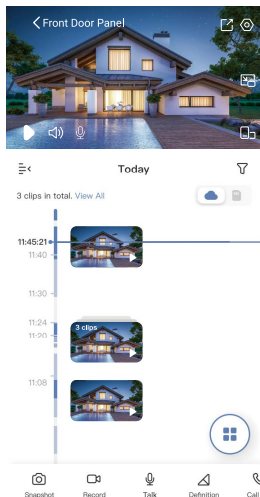 Front Door Panel
Today
3 clips in total. View All
11:45:21
11:40
11:30
11:24
3 clips
11:20
11:08
Snapshot
Record
Talk
Definition
Call